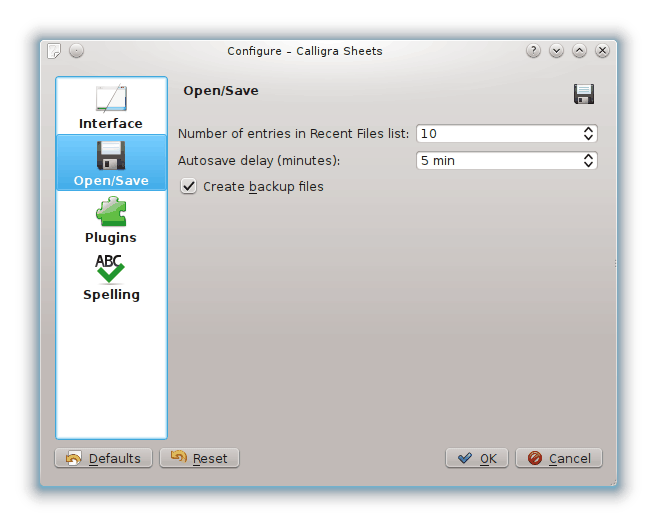 Configure - Calligra Sheets
?
Interface
Open/Save
Plugins
ABC
Spelling
Open/Save
Number of entries in Recent Files list: 10
Autosave delay (minutes): 5 min
Create backup files
Defaults Reset OK Cancel